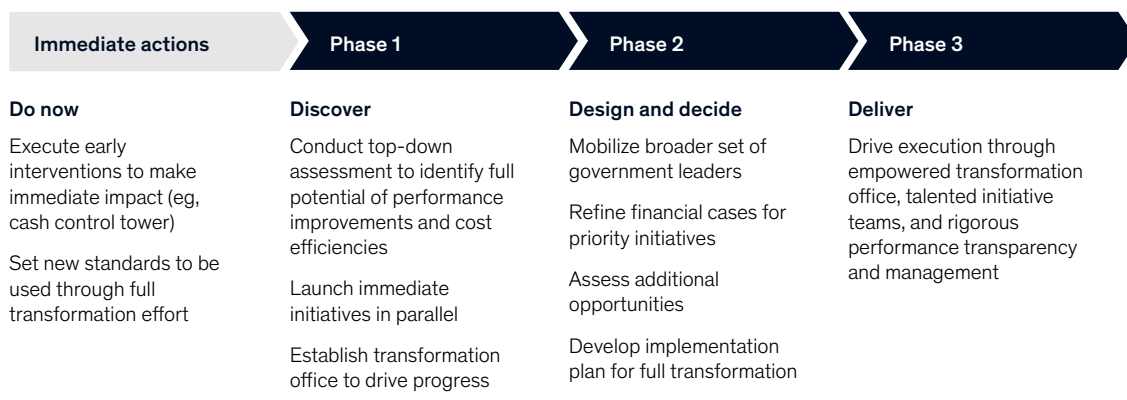 Immediate actions
Phase 1
Phase 2
Phase 3
Do now
Execute early
interventions to make
immediate impact (eg,
cash control tower)
Set new standards to be
used through full
transformation effort
Discover
Conduct top-down
assessment to identify full
potential of performance
improvements and cost
efficiencies
Launch immediate
initiatives in parallel
Establish transformation
office to drive progress
Design and decide
Mobilize broader set of
government leaders
Refine financial cases for
priority initiatives
Assess additional
opportunities
Develop implementation
plan for full transformation
Deliver
Drive execution through
empowered transformation
office, talented initiative
teams, and rigorous
performance transparency
and management